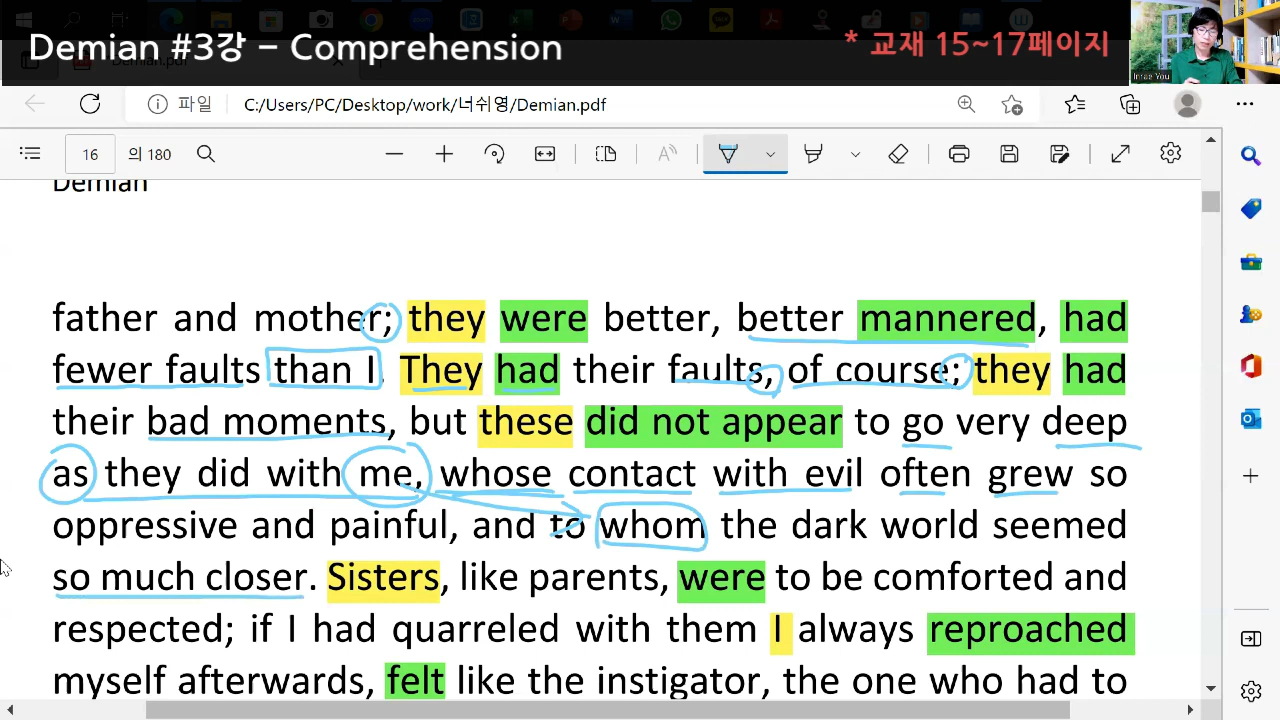 Demian #3강 – Comprehension
* 교재 15~17페이지
Demian.pdf
Insae You
파일
C:/Users/PC/Desktop/work/너쉬영/Demian.pdf
16 의 180
Demian
father and mother; they were better, better mannered, had
fewer faults than I. They had their faults, of course; they had
their bad moments, but these did not appear to go very deep
as they did with me, whose contact with evil often grew so
oppressive and painful, and to whom the dark world seemed
so much closer. Sisters, like parents, were to be comforted and
respected; if I had quarreled with them I always reproached
myself afterwards, felt like the instigator, the one who had to